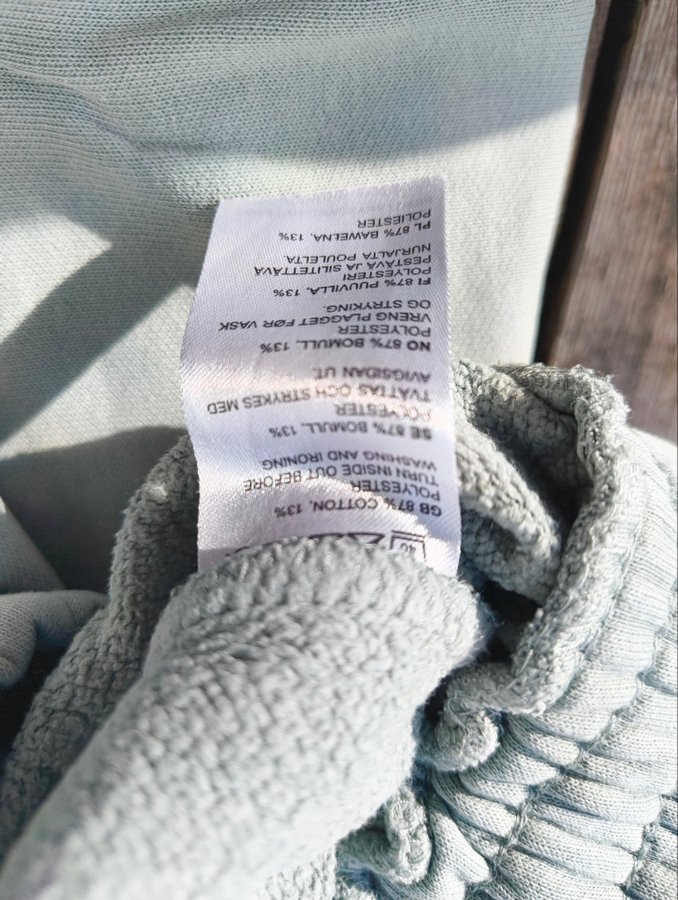 40
GB 87% COTTON, 13%
POLYESTER
TURN INSIDE OUT BEFORE
WASHING AND IRONING
SE 87% BOMULL, 13%
POLYESTER
TVÄTTAS OCH STRYKES MED
AVIGSIDAN UT.
NO 87% BOMULL, 13%
POLYESTER
VRENG PLAGGET FØR VASK
OG STRYKING.
FI 87% PUUVILLA, 13%
POLYESTERI
PESTÄVÄ JA SILITETTÄVÄ
NURJALTA PUOLELTA
PL 87% BAWEŁNA, 13%
POLIESTER